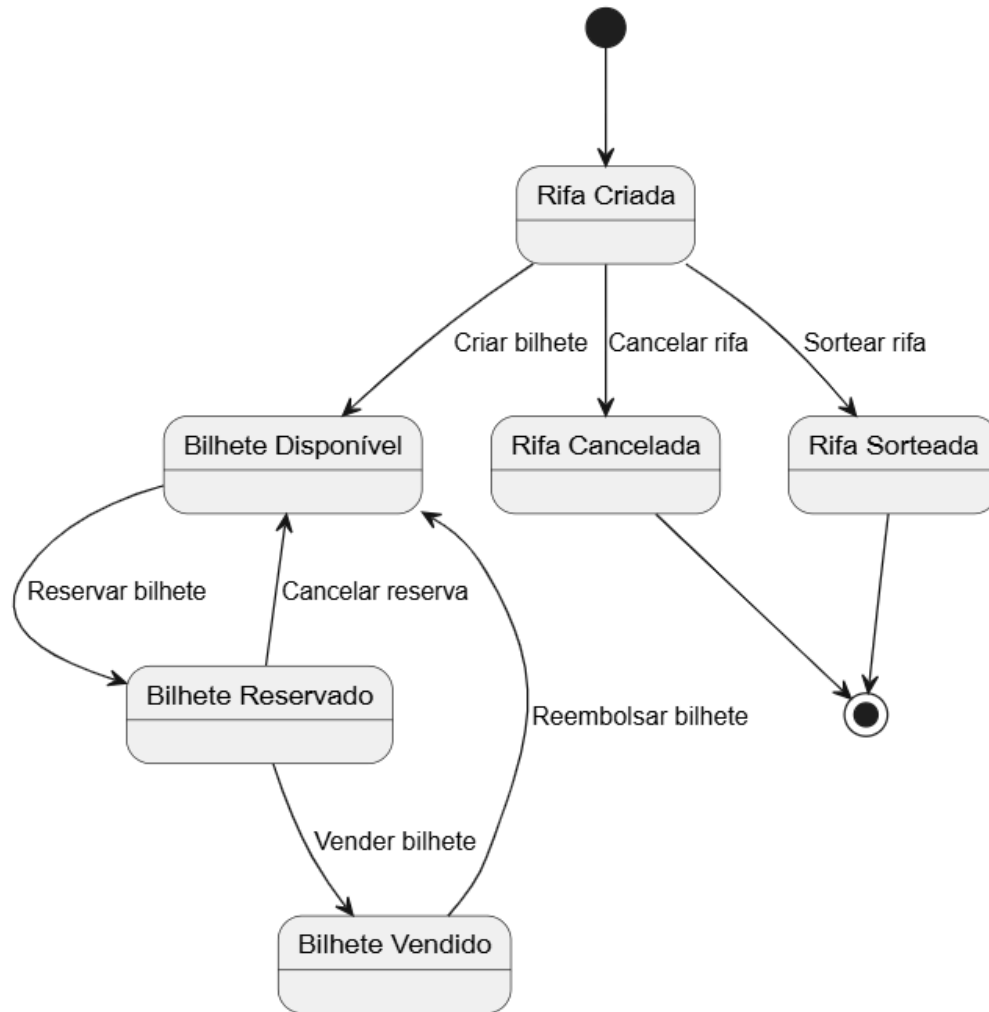 Rifa Criada
Criar bilhete
Cancelar rifa
Sortear rifa
Bilhete Disponível
Rifa Cancelada
Rifa Sorteada
Reservar bilhete
Cancelar reserva
Bilhete Reservado
Reembolsar bilhete
Vender bilhete
Bilhete Vendido